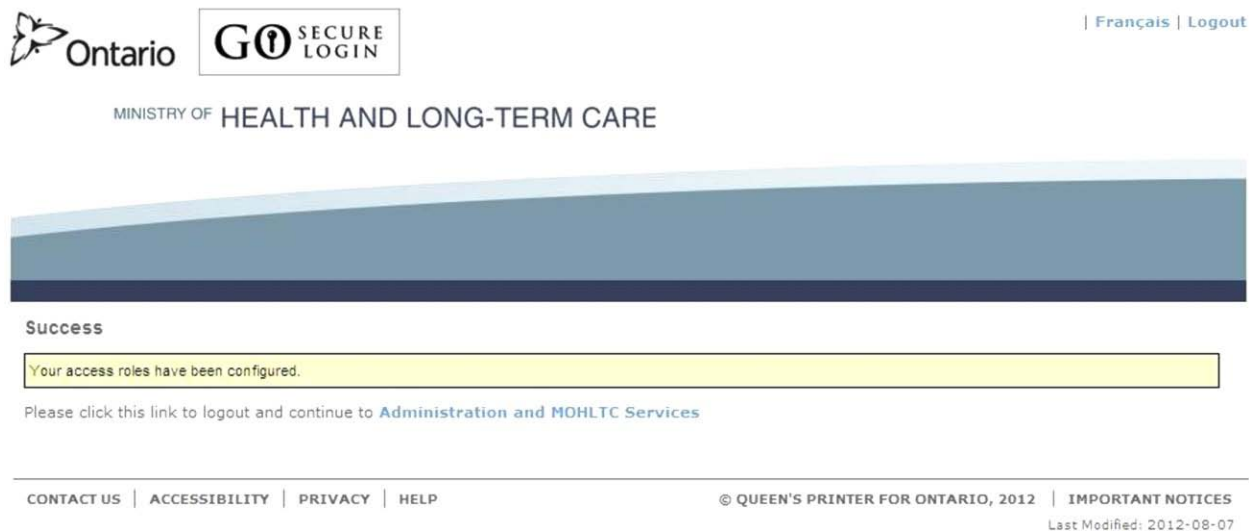 Ontario
GO SECURE LOGIN
| Français | Logout
MINISTRY OF HEALTH AND LONG-TERM CARE
Success
Your access roles have been configured.
Please click this link to logout and continue to Administration and MOHLTC Services
CONTACT US | ACCESSIBILITY | PRIVACY | HELP
© QUEEN'S PRINTER FOR ONTARIO, 2012 | IMPORTANT NOTICES
Last Modified: 2012-08-07